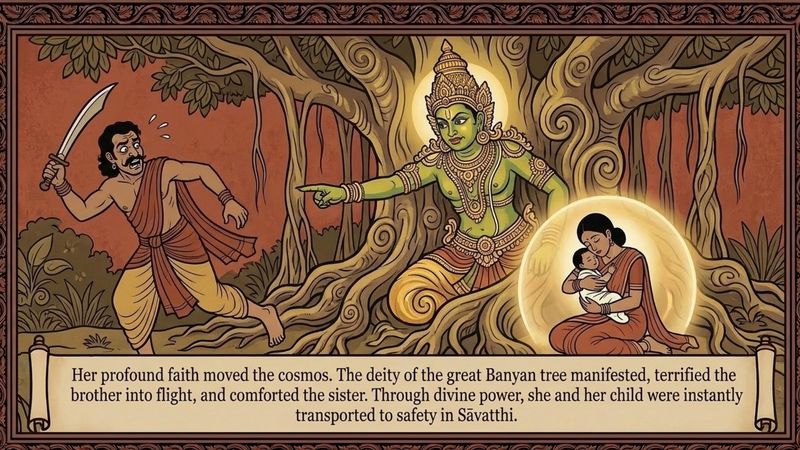 Her profound faith moved the cosmos. The deity of the great Banyan tree manifested, terrified the
brother into flight, and comforted the sister. Through divine power, she and her child were instantly
transported to safety in Sāvatthi.